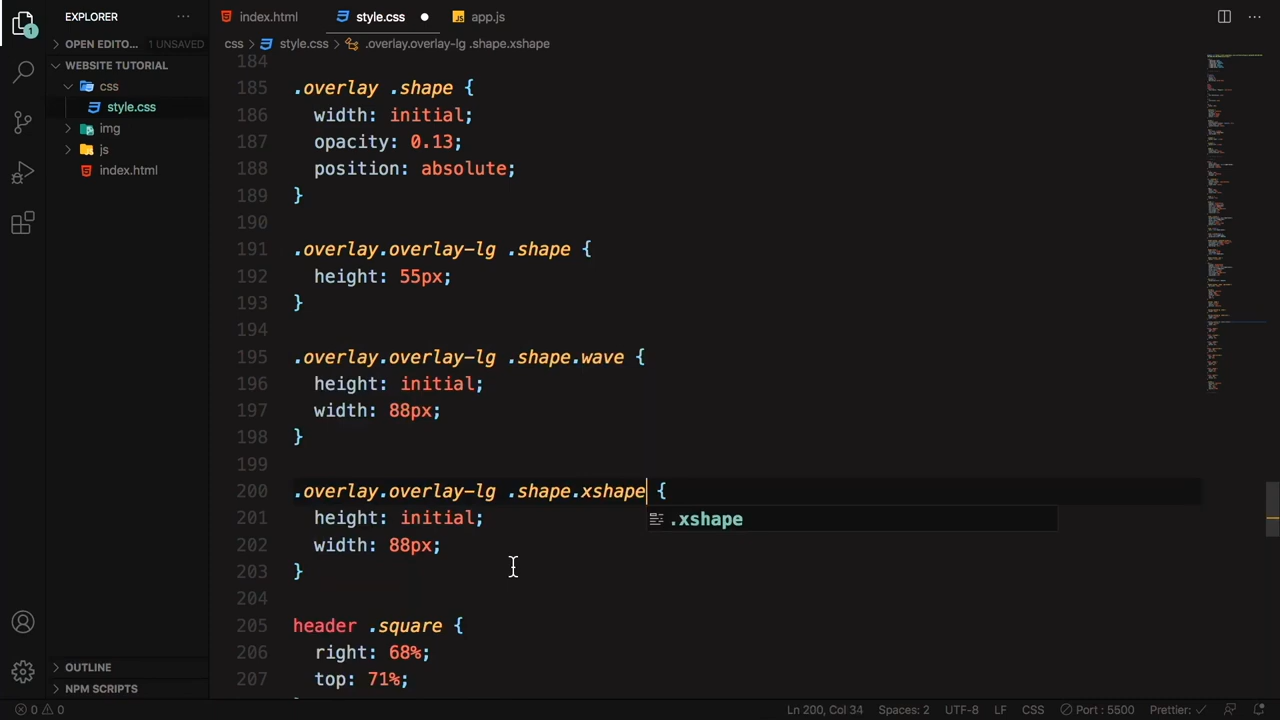 EXPLORER
index.html
style.css
app.js
OPEN EDITO... 1 UNSAVED
css > style.css > .overlay.overlay-lg .shape.xshape
WEBSITE TUTORIAL
css
style.css
img
js
index.html
184
185 .overlay .shape {
186 width: initial;
187 opacity: 0.13;
188 position: absolute;
189 }
190
191 .overlay.overlay-lg .shape {
192 height: 55px;
193 }
194
195 .overlay.overlay-lg .shape.wave {
196 height: initial;
197 width: 88px;
198 }
199
200 .overlay.overlay-lg .shape.xshape {
.xshape
201 height: initial;
202 width: 88px;
203 }
204
205 header .square {
206 right: 68%;
207 top: 71%;
OUTLINE
NPM SCRIPTS
1
0 0
Ln 200, Col 34
Spaces: 2
UTF-8
LF
CSS
Port : 5500
Prettier: ✓